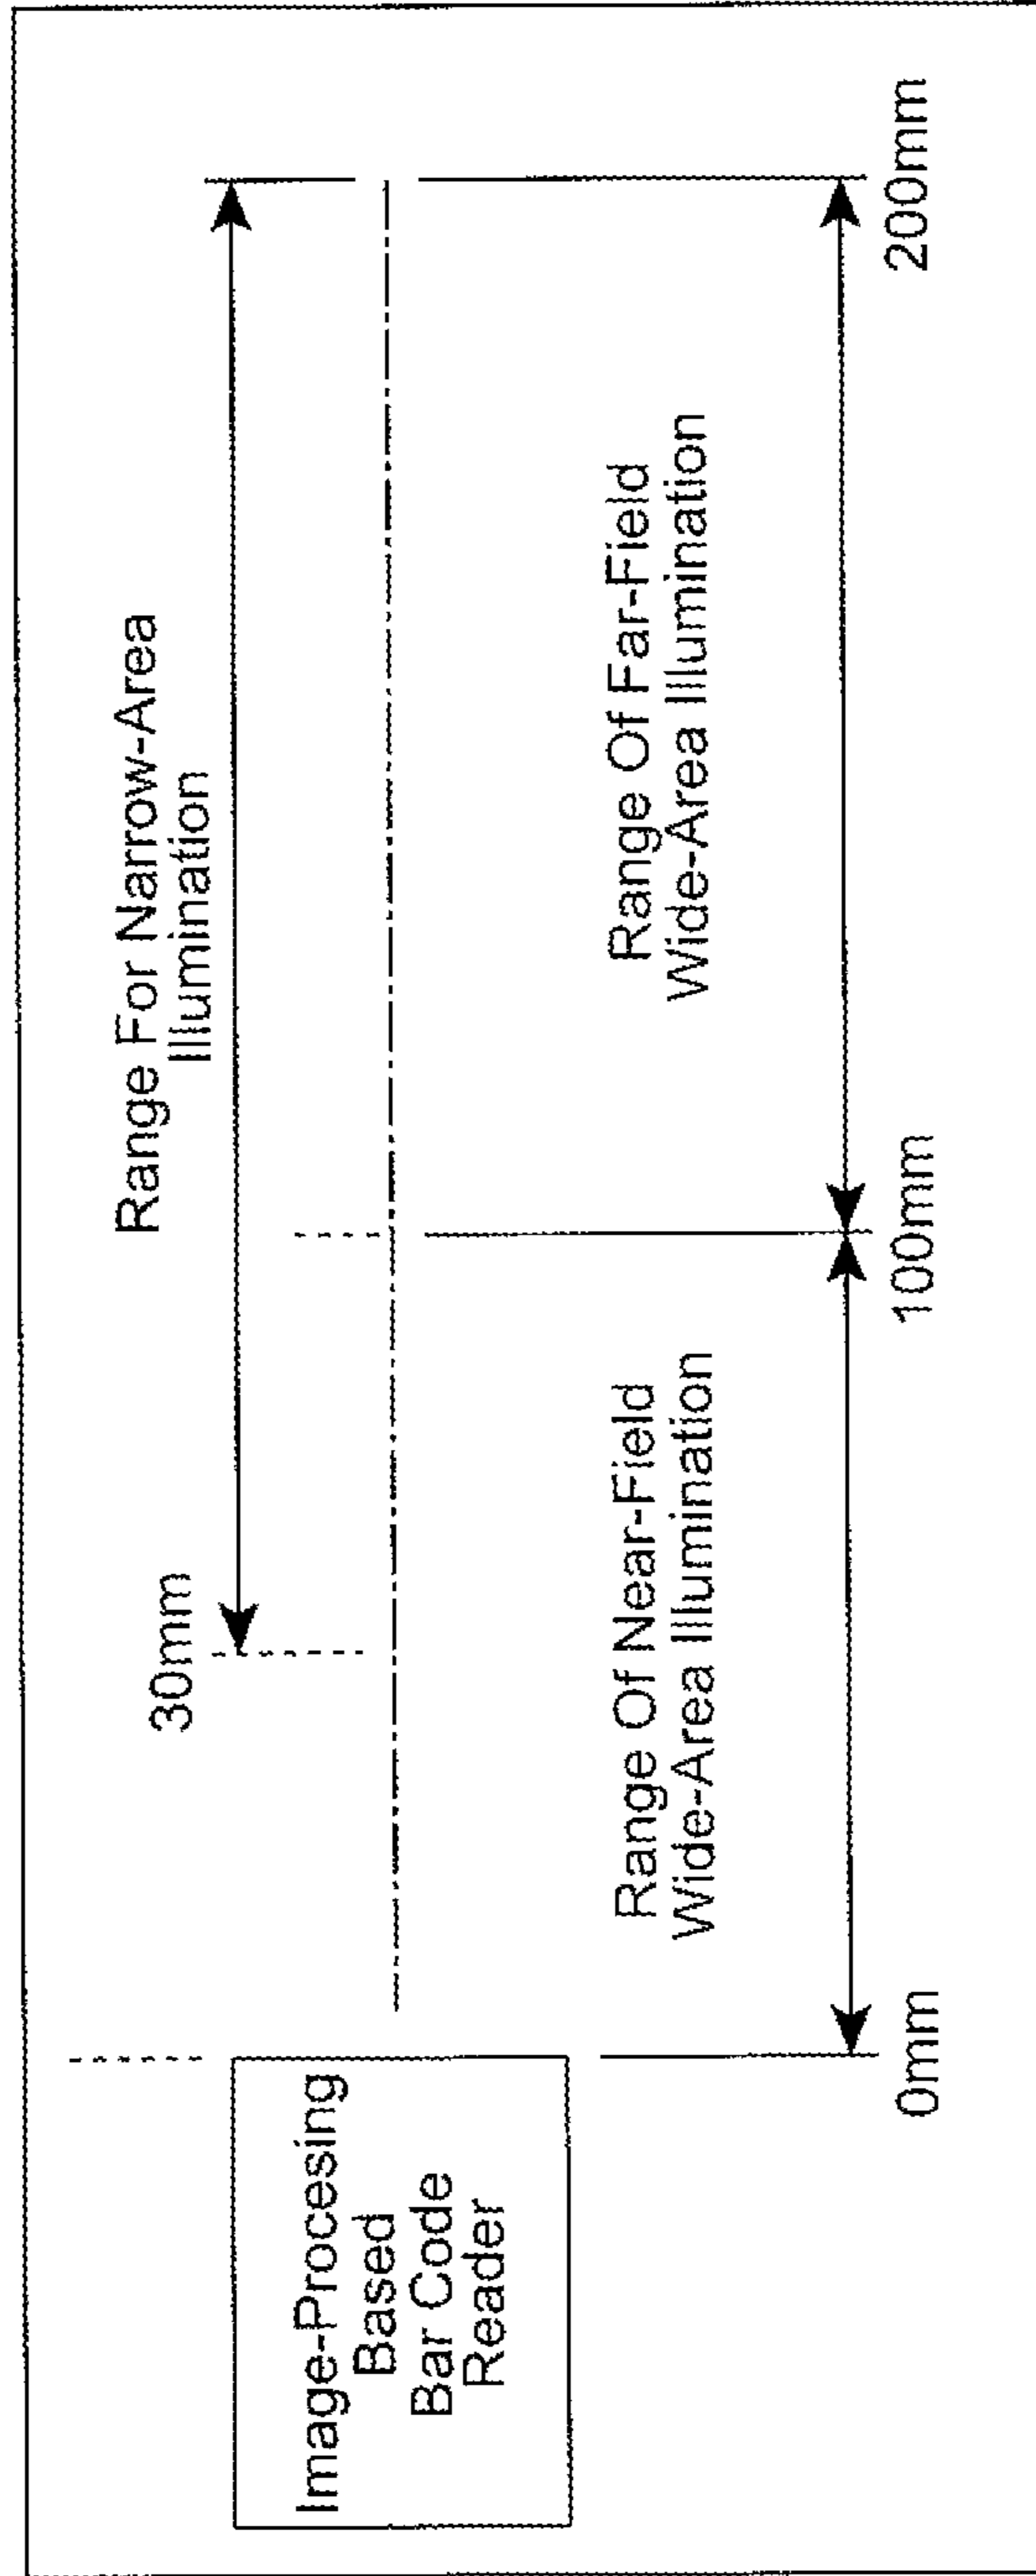 Range For Narrow-Area
Illumination
30mm
Image-Procesing
Based
Bar Code
Reader
Range Of Near-Field
Wide-Area Illumination
Range Of Far-Field
Wide-Area Illumination
0mm
100mm
200mm